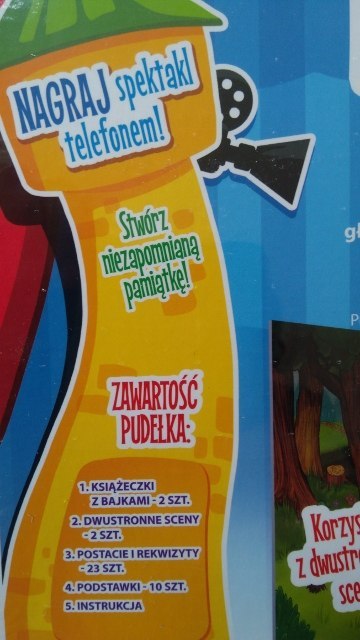 NAGRAJ spektakl
telefonem!
Stwórz
niezapomnianą
pamiątkę!
ZAWARTOŚĆ
PUDEŁKA:
1. KSIĄŻECZKI
Z BAJKAMI - 2 SZT.
2. DWUSTRONNE SCENY
- 2 SZT.
3. POSTACIE I REKWIZYTY
- 23 SZT.
4. PODSTAWKI - 10 SZT.
5. INSTRUKCJA
z